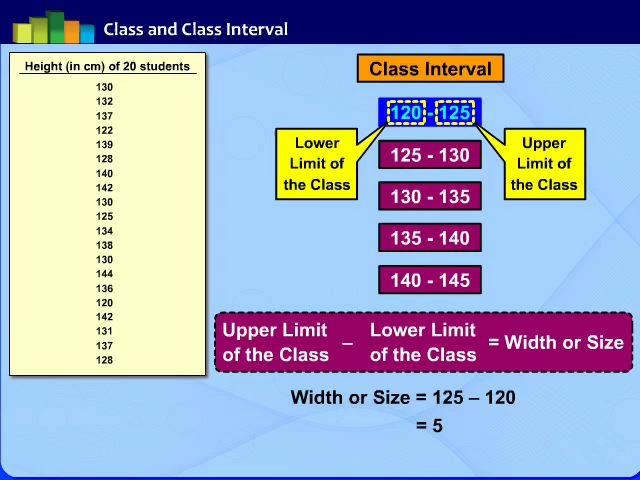 Class and Class Interval
Height (in cm) of 20 students
130
132
137
122
139
128
140
142
130
125
134
138
130
144
136
120
142
131
137
128
Class Interval
120 - 125
Lower
Limit of
the Class
Upper
Limit of
the Class
125 - 130
130 - 135
135 - 140
140 - 145
Upper Limit
of the Class
–
Lower Limit
of the Class
= Width or Size
Width or Size = 125 – 120
= 5